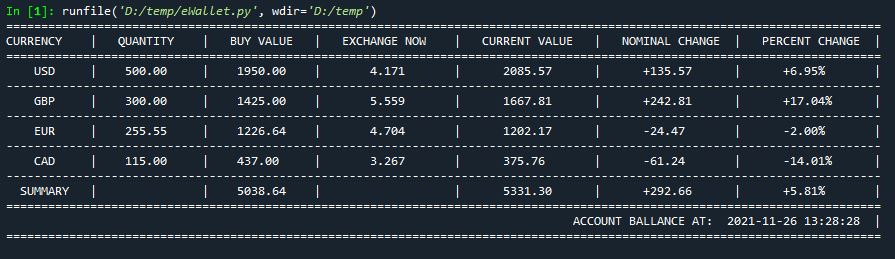 In [1]: runfile('D:/temp/eWallet.py', wdir='D:/temp')
==============================================================================================================================
CURRENCY | QUANTITY | BUY VALUE | EXCHANGE NOW | CURRENT VALUE | NOMINAL CHANGE | PERCENT CHANGE |
==============================================================================================================================
USD | 500.00 | 1950.00 | 4.171 | 2085.57 | +135.57 | +6.95% |
------------------------------------------------------------------------------------------------------------------------------
GBP | 300.00 | 1425.00 | 5.559 | 1667.81 | +242.81 | +17.04% |
------------------------------------------------------------------------------------------------------------------------------
EUR | 255.55 | 1226.64 | 4.704 | 1202.17 | -24.47 | -2.00% |
------------------------------------------------------------------------------------------------------------------------------
CAD | 115.00 | 437.00 | 3.267 | 375.76 | -61.24 | -14.01% |
------------------------------------------------------------------------------------------------------------------------------
SUMMARY | | 5038.64 | | 5331.30 | +292.66 | +5.81% |
==============================================================================================================================
ACCOUNT BALLANCE AT: 2021-11-26 13:28:28 |
==============================================================================================================================